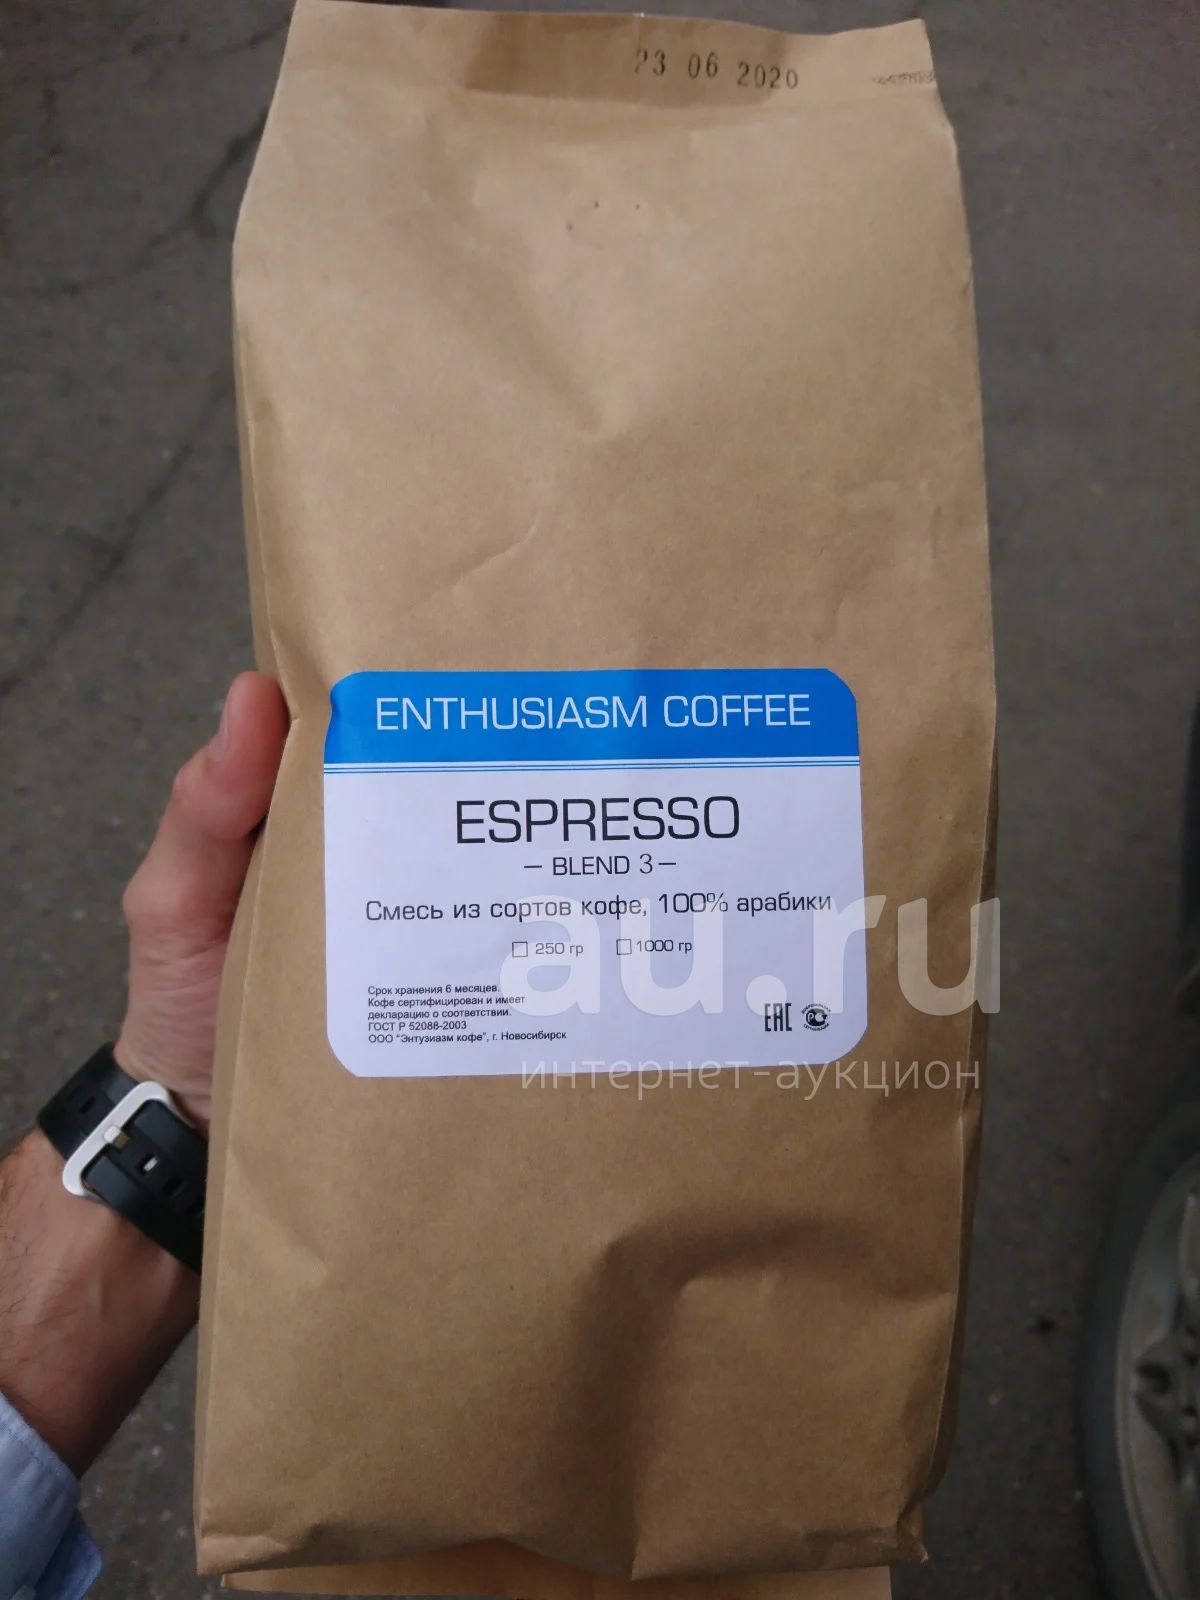 23 06 2020
ENTHUSIASM COFFEE
ESPRESSO
— BLEND 3 —
Смесь из сортов кофе, 100% арабики
250 гр 1000 гр
Срок хранения 6 месяцев.
Кофе сертифицирован и имеет
декларацию о соответствии.
ГОСТ Р 52088-2003
ООО "Энтузиазм кофе", г. Новосибирск
ЕАС
au.ru
интернет-аукцион